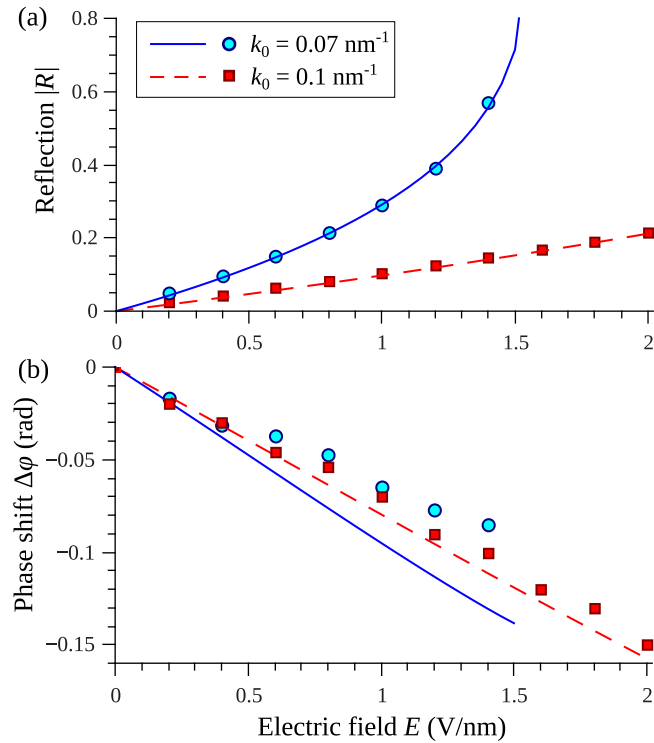 (a)
Reflection |R|
0.8
0.6
0.4
0.2
0
k₀ = 0.07 nm⁻¹
k₀ = 0.1 nm⁻¹
0 0.5 1 1.5 2
(b)
Phase shift Δφ (rad)
0
−0.05
−0.1
−0.15
0 0.5 1 1.5 2
Electric field E (V/nm)